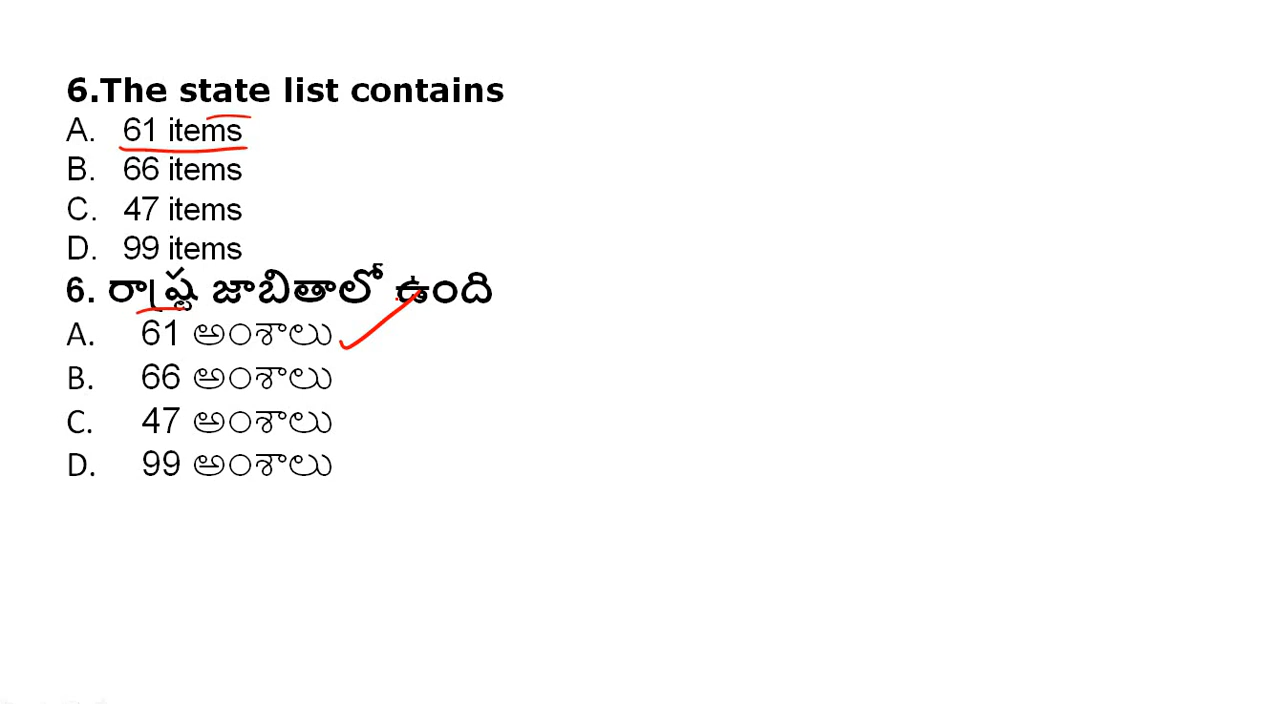 6.The state list contains
A. 61 items
B. 66 items
C. 47 items
D. 99 items
6. రాష్ట్ర జాబితాలో ఉంది
A. 61 అంశాలు
B. 66 అంశాలు
C. 47 అంశాలు
D. 99 అంశాలు